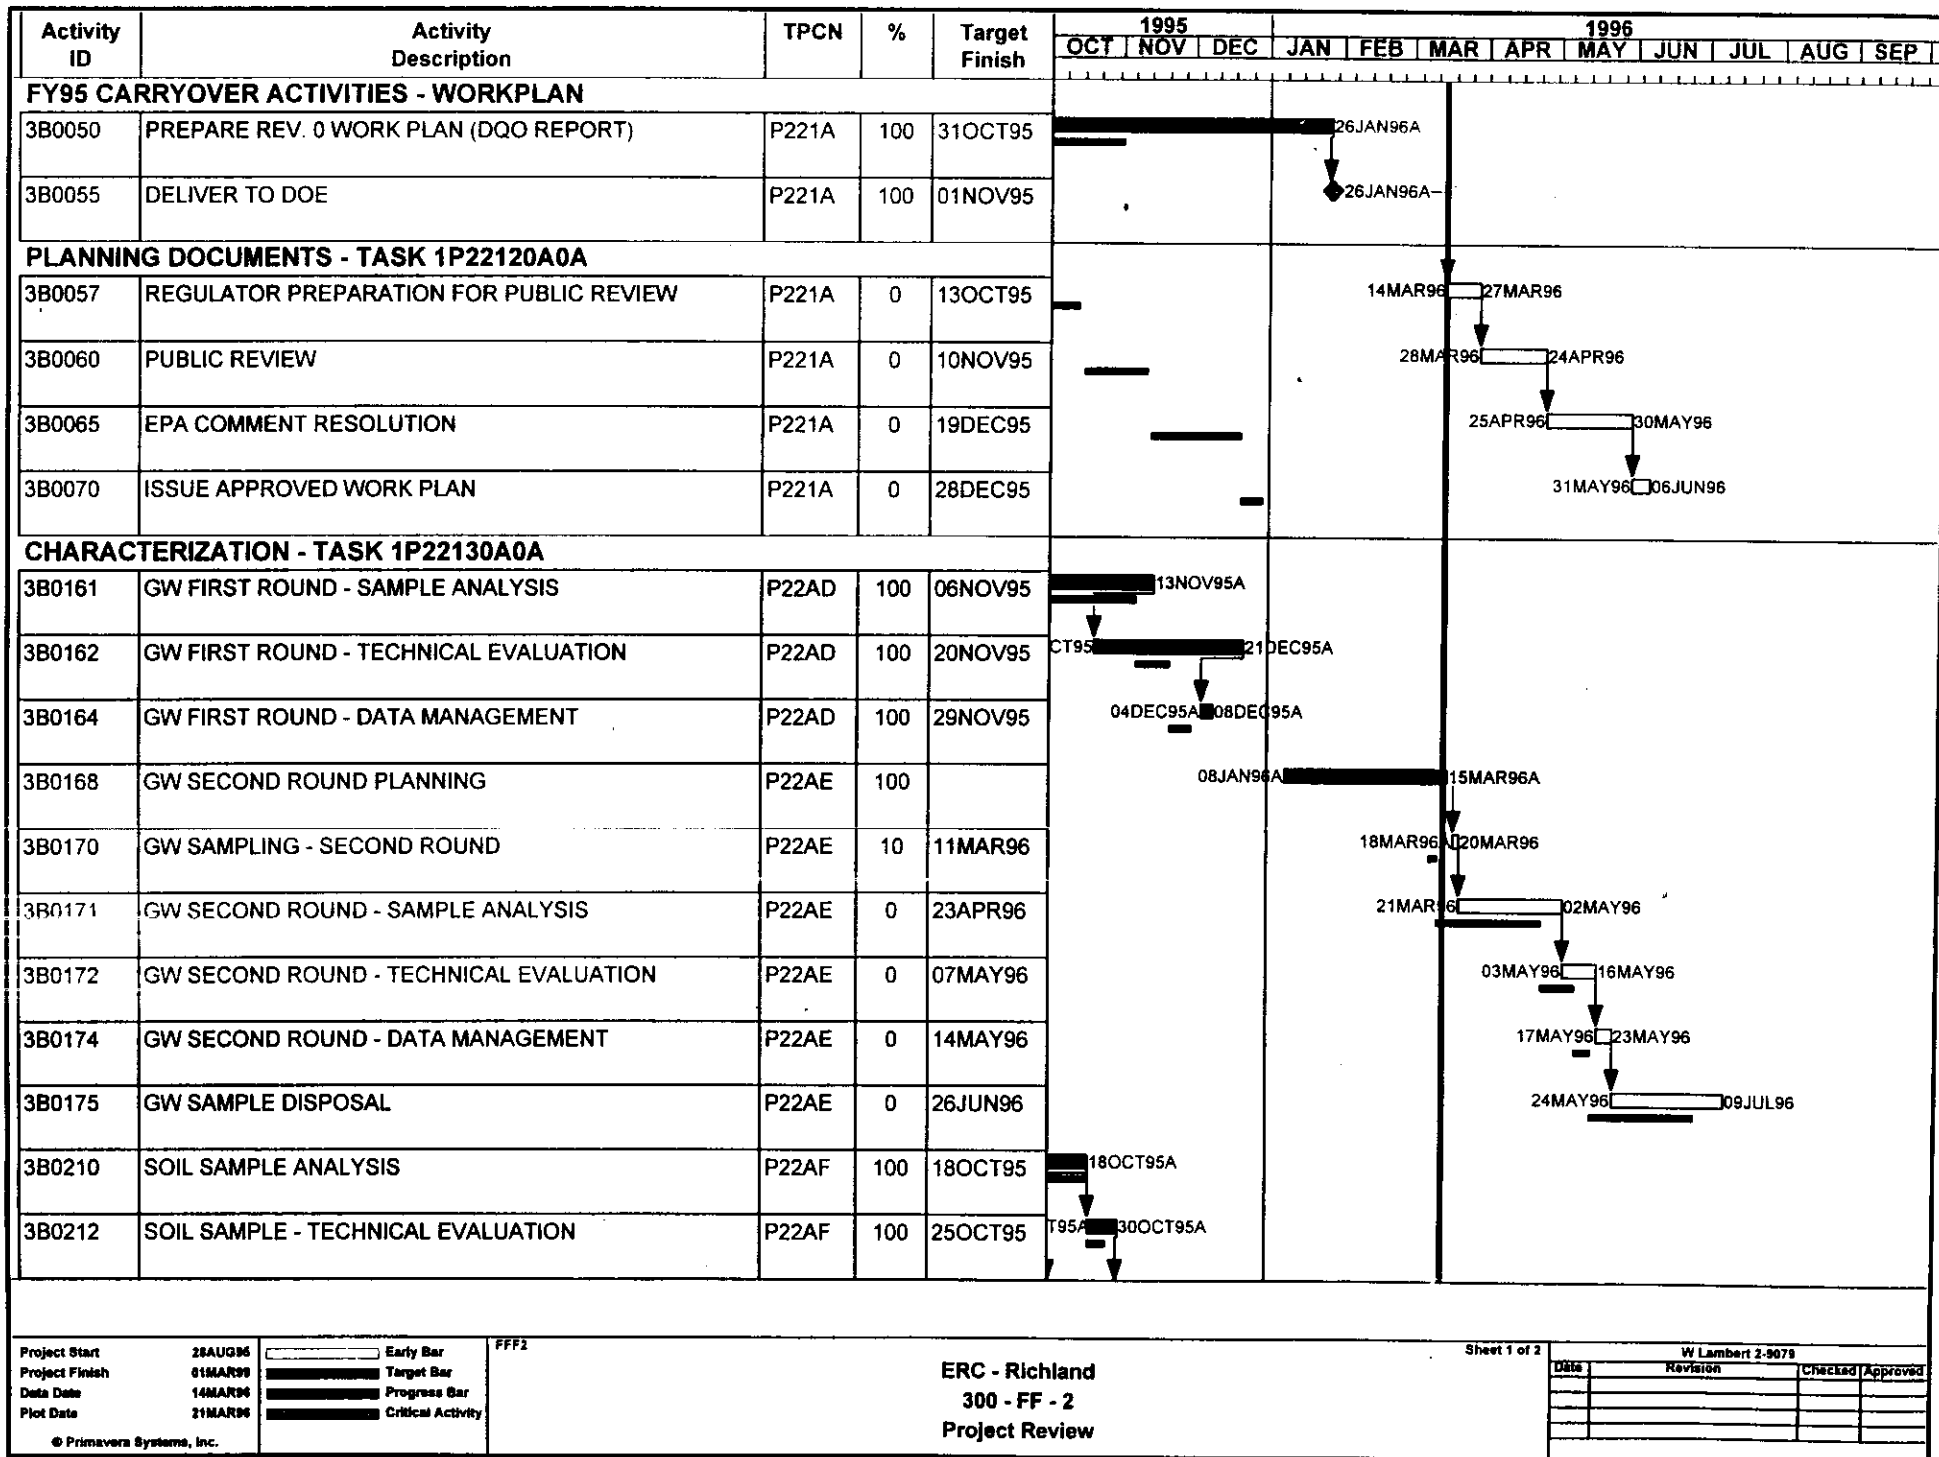 Activity ID Activity Description TPCN % Target Finish 1995 1996
OCT NOV DEC JAN FEB MAR APR MAY JUN JUL AUG SEP
FY95 CARRYOVER ACTIVITIES - WORKPLAN
3B0050 PREPARE REV. 0 WORK PLAN (DQO REPORT) P221A 100 31OCT95 26JAN96A
3B0055 DELIVER TO DOE P221A 100 01NOV95 26JAN96A
PLANNING DOCUMENTS - TASK 1P22120A0A
3B0057 REGULATOR PREPARATION FOR PUBLIC REVIEW P221A 0 13OCT95 14MAR96 27MAR96
3B0060 PUBLIC REVIEW P221A 0 10NOV95 28MAR96 24APR96
3B0065 EPA COMMENT RESOLUTION P221A 0 19DEC95 25APR96 30MAY96
3B0070 ISSUE APPROVED WORK PLAN P221A 0 28DEC95 31MAY96 06JUN96
CHARACTERIZATION - TASK 1P22130A0A
3B0161 GW FIRST ROUND - SAMPLE ANALYSIS P22AD 100 06NOV95 13NOV95A
3B0162 GW FIRST ROUND - TECHNICAL EVALUATION P22AD 100 20NOV95 CT95 21DEC95A
3B0164 GW FIRST ROUND - DATA MANAGEMENT P22AD 100 29NOV95 04DEC95A 08DEC95A
3B0168 GW SECOND ROUND PLANNING P22AE 100 08JAN96A 15MAR96A
3B0170 GW SAMPLING - SECOND ROUND P22AE 10 11MAR96 18MAR96A 20MAR96
3B0171 GW SECOND ROUND - SAMPLE ANALYSIS P22AE 0 23APR96 21MAR96 02MAY96
3B0172 GW SECOND ROUND - TECHNICAL EVALUATION P22AE 0 07MAY96 03MAY96 16MAY96
3B0174 GW SECOND ROUND - DATA MANAGEMENT P22AE 0 14MAY96 17MAY96 23MAY96
3B0175 GW SAMPLE DISPOSAL P22AE 0 26JUN96 24MAY96 09JUL96
3B0210 SOIL SAMPLE ANALYSIS P22AF 100 18OCT95 18OCT95A
3B0212 SOIL SAMPLE - TECHNICAL EVALUATION P22AF 100 25OCT95 T95A 30OCT95A
Project Start 28AUG95
Project Finish 01MAR99
Data Date 14MAR96
Plot Date 21MAR96
© Primavera Systems, Inc.
Early Bar
Target Bar
Progress Bar
Critical Activity
FFF2
ERC - Richland
300 - FF - 2
Project Review
Sheet 1 of 2
W Lambert 2-9079
Date Revision Checked Approved